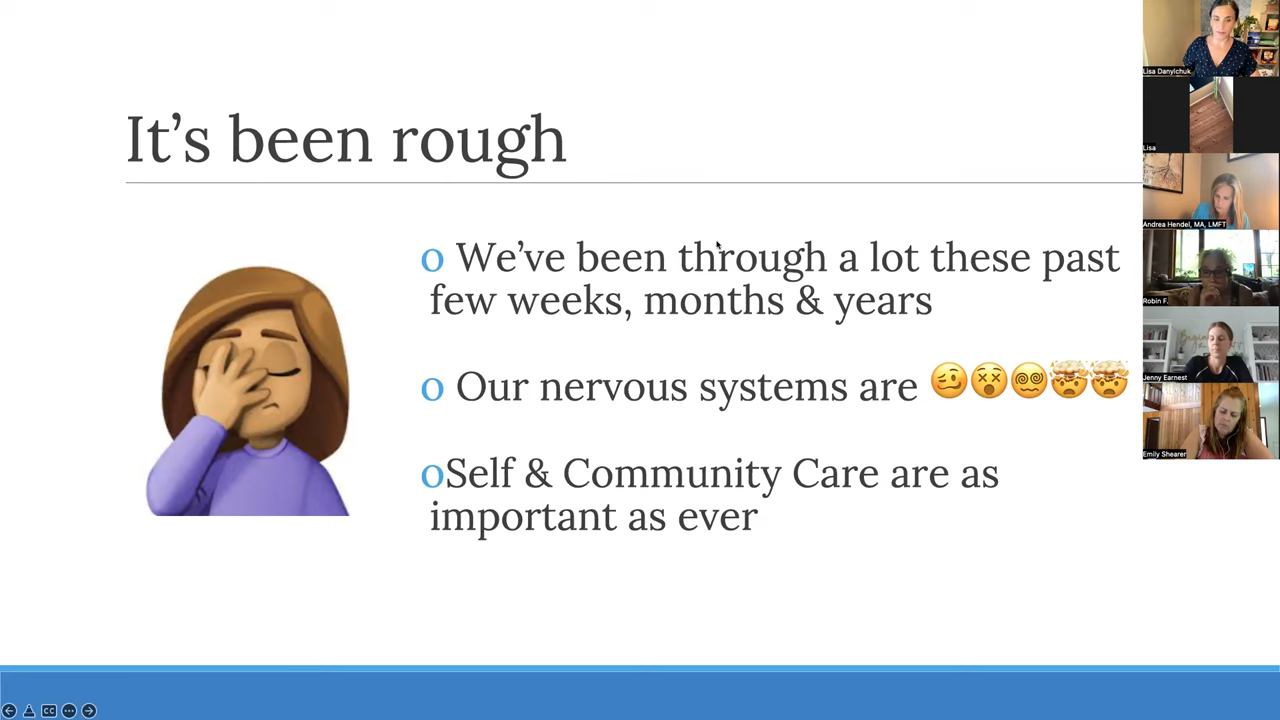 It's been rough
o We've been through a lot these past
few weeks, months & years
o Our nervous systems are 🥴😵😵‍💫🤯🤯
oSelf & Community Care are as
important as ever
Lisa Danylchuk
Lisa
Andrea Hendel, MA, LMFT
Robin F.
Jenny Earnest
Emily Shearer
CC